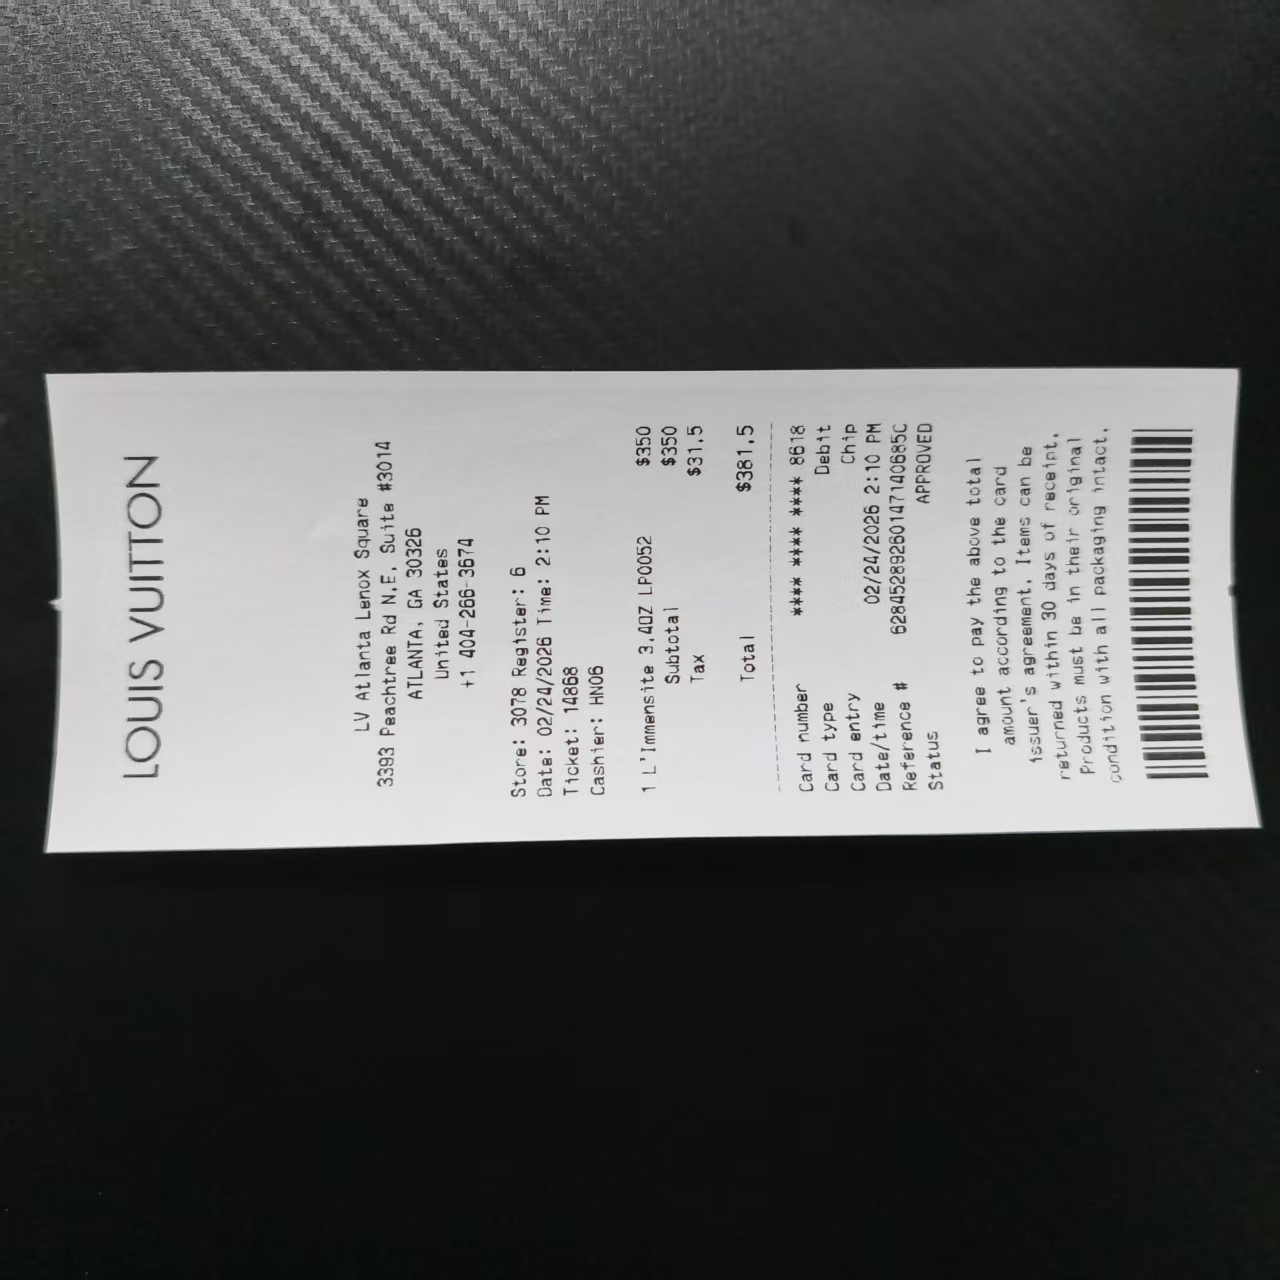 LOUIS VUITTON
LV Atlanta Lenox Square
3393 Peachtree Rd N.E. Suite #3014
ATLANTA, GA 30326
United States
+1 404-266-3674
Store: 3078 Register: 6
Date: 02/24/2026 Time: 2:10 PM
Ticket: 14868
Cashier: HN06
1 L'Immensite 3.4OZ LP0052 $350
Subtotal $350
Tax $31.5
Total $381.5
Card number **** **** **** 8618
Card type Debit
Card entry Chip
Date/time 02/24/2026 2:10 PM
Reference # 6284528926014714068​5C
Status APPROVED
I agree to pay the above total
amount according to the card
issuer's agreement. Items can be
returned within 30 days of receipt.
Products must be in their original
condition with all packaging intact.